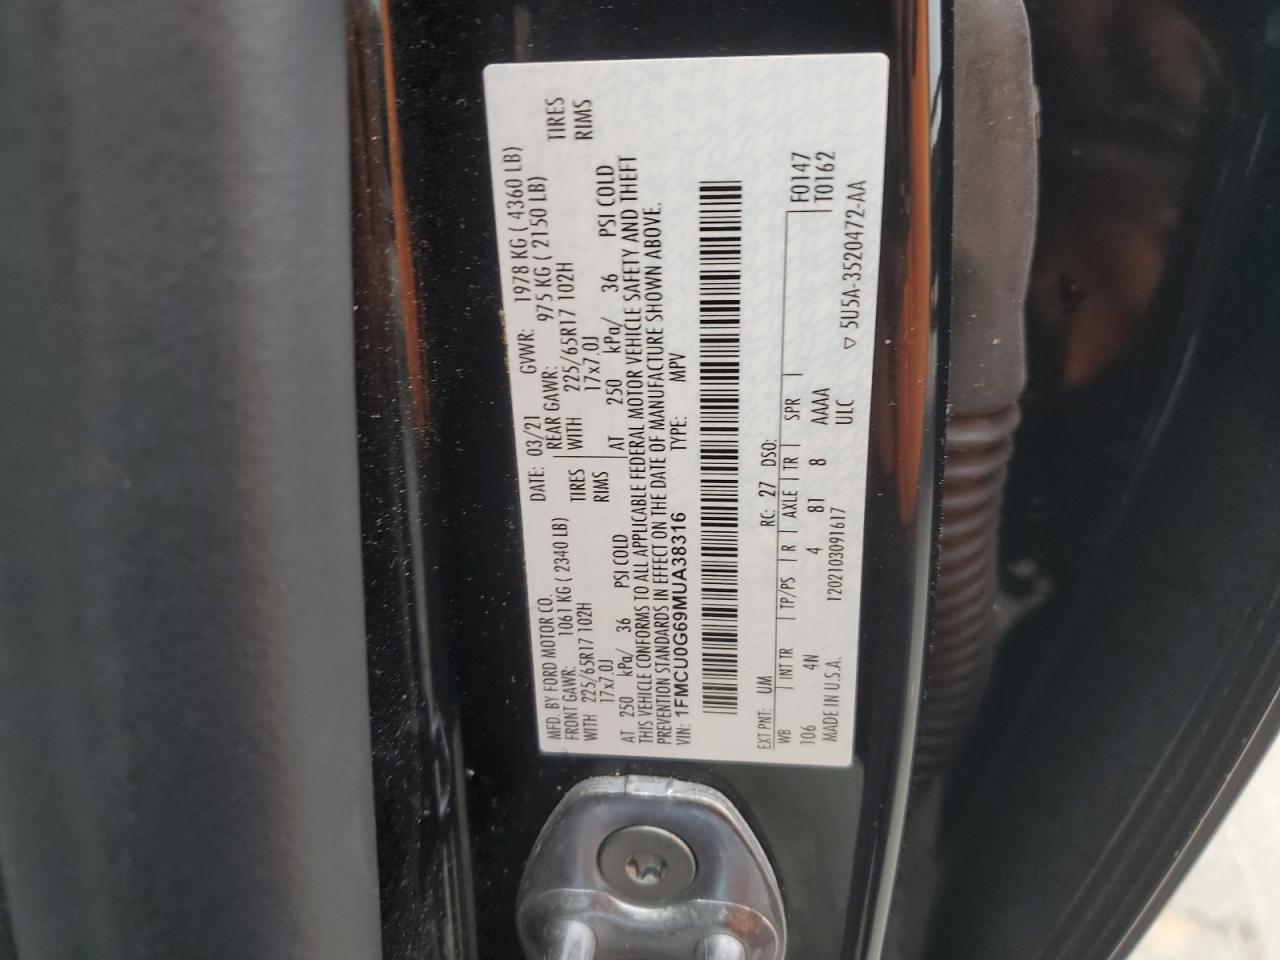 MFD. BY FORD MOTOR CO. DATE: 03/21 GVWR: 1978 KG ( 4360 LB)
FRONT GAWR: 1061 KG ( 2340 LB) REAR GAWR: 975 KG ( 2150 LB)
WITH 225/65R17 102H TIRES WITH 225/65R17 102H TIRES
17x7.0J RIMS 17x7.0J RIMS
AT 250 kPa/ 36 PSI COLD AT 250 kPa/ 36 PSI COLD
THIS VEHICLE CONFORMS TO ALL APPLICABLE FEDERAL MOTOR VEHICLE SAFETY AND THEFT
PREVENTION STANDARDS IN EFFECT ON THE DATE OF MANUFACTURE SHOWN ABOVE.
VIN: 1FMCU0G69MUA38316 TYPE: MPV
EXT PNT: UM RC: 27 DSO: F0147
WB INT TR TP/PS R AXLE TR SPR T0162
106 4N 4 81 8 AAAA
MADE IN U.S.A. 1202103091617 ULC ▽ 5U5A-3520472-AA